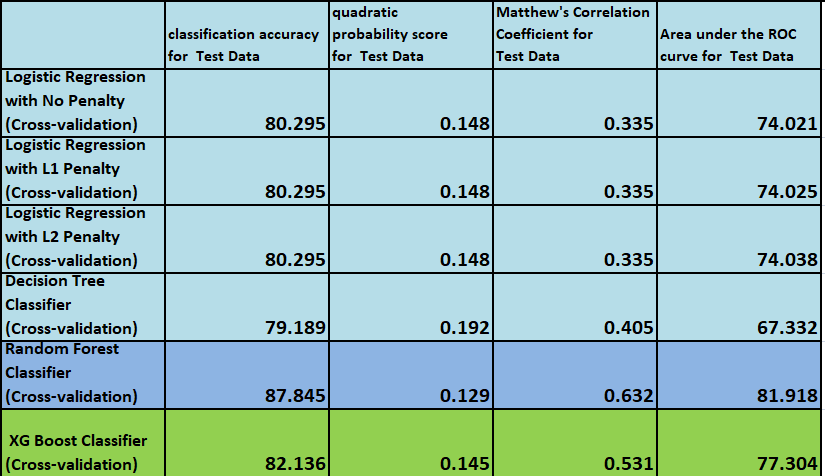 classification accuracy
for  Test Data
quadratic
probability score
for  Test Data
Matthew's Correlation
Coefficient for
Test Data
Area under the ROC
curve for  Test Data
Logistic Regression
with No Penalty
(Cross-validation)
80.295
0.148
0.335
74.021
Logistic Regression
with L1 Penalty
(Cross-validation)
80.295
0.148
0.335
74.025
Logistic Regression
with L2 Penalty
(Cross-validation)
80.295
0.148
0.335
74.038
Decision Tree
Classifier
(Cross-validation)
79.189
0.192
0.405
67.332
Random Forest
Classifier
(Cross-validation)
87.845
0.129
0.632
81.918
XG Boost Classifier
(Cross-validation)
82.136
0.145
0.531
77.304